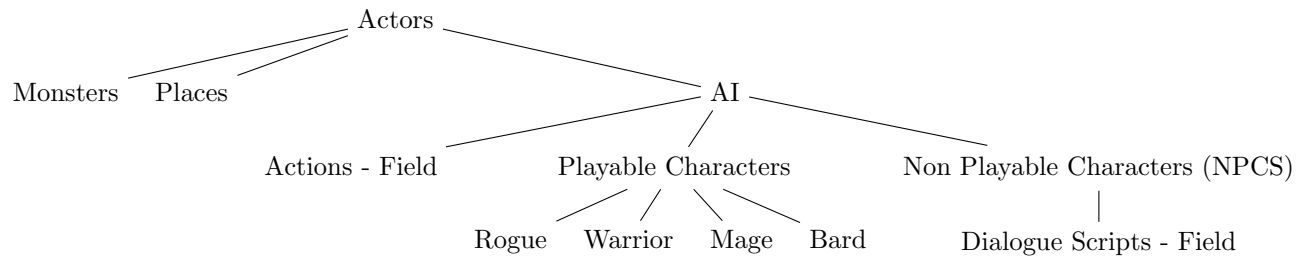 Actors
Monsters Places AI
Actions - Field Playable Characters Non Playable Characters (NPCS)
Rogue Warrior Mage Bard Dialogue Scripts - Field